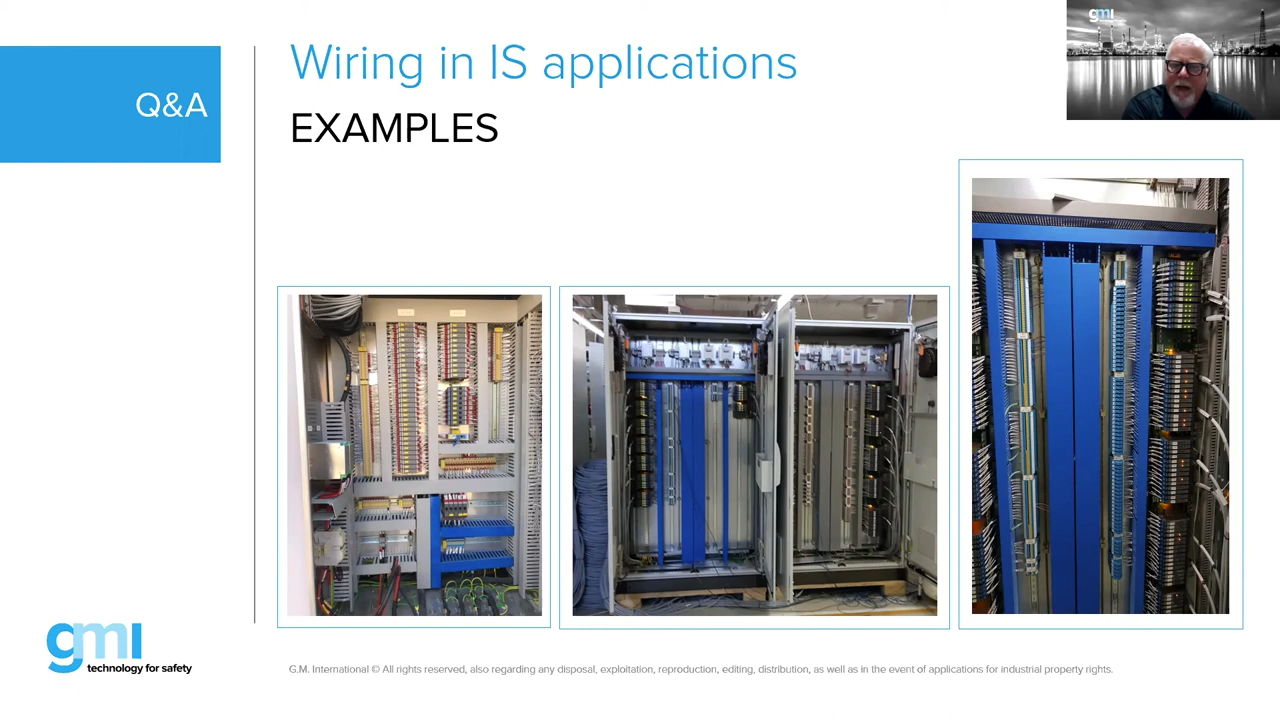 Q&A
Wiring in IS applications
EXAMPLES
gmi
gmi
technology for safety
G.M. International © All rights reserved, also regarding any disposal, exploitation, reproduction, editing, distribution, as well as in the event of applications for industrial property rights.